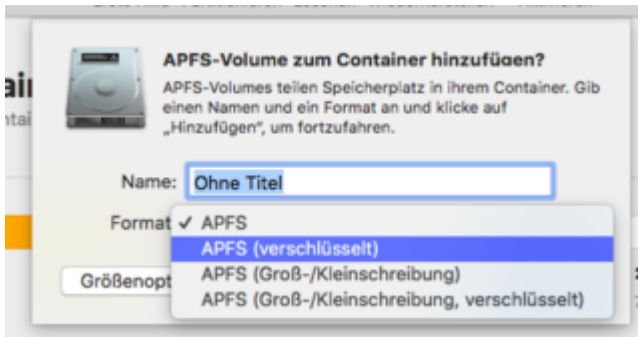 APFS-Volume zum Container hinzufügen?
APFS-Volumes teilen Speicherplatz in ihrem Container. Gib
einen Namen und ein Format an und klicke auf
„Hinzufügen“, um fortzufahren.
Name: Ohne Titel
Format ✓ APFS
APFS (verschlüsselt)
Größenopt APFS (Groß-/Kleinschreibung)
APFS (Groß-/Kleinschreibung, verschlüsselt)